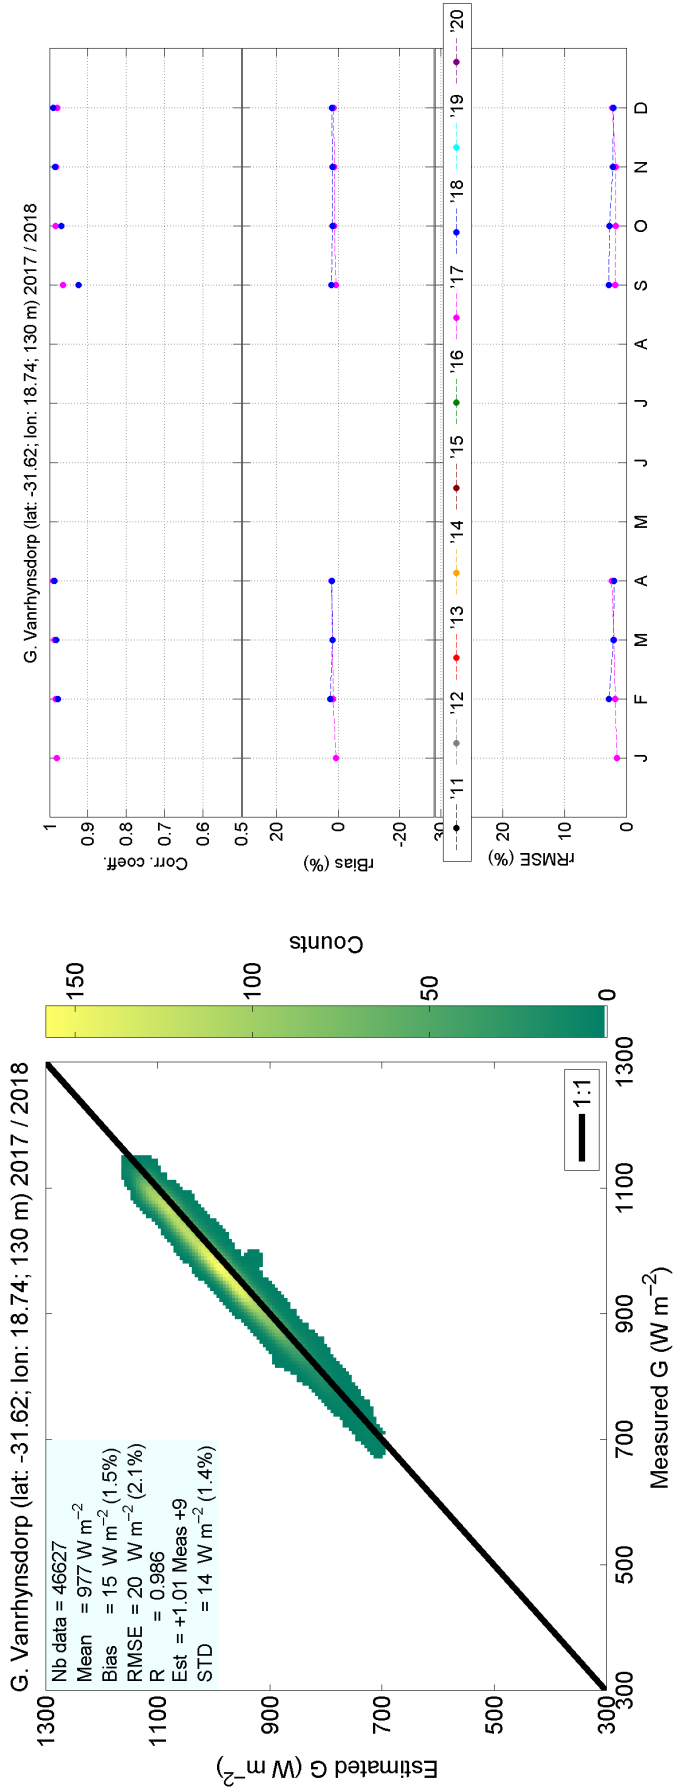 G. Vanrhynsdorp (lat: -31.62; lon: 18.74; 130 m) 2017 / 2018
Nb data = 46627
Mean = 977 W m−2
Bias = 15 W m−2 (1.5%)
RMSE = 20 W m−2 (2.1%)
R = 0.986
Est = +1.01 Meas +9
STD = 14 W m−2 (1.4%)
1300
1100
900
700
500
300
Estimated G (W m−2)
300 500 700 900 1100 1300
Measured G (W m−2)
1:1
150
100
50
0
Counts
G. Vanrhynsdorp (lat: -31.62; lon: 18.74; 130 m) 2017 / 2018
1
0.9
0.8
0.7
0.6
0.5
Corr. coeff.
20
0
-20
rBias (%)
30
20
10
0
rRMSE (%)
'11 '12 '13 '14 '15 '16 '17 '18 '19 '20
J F M A M J J A S O N D